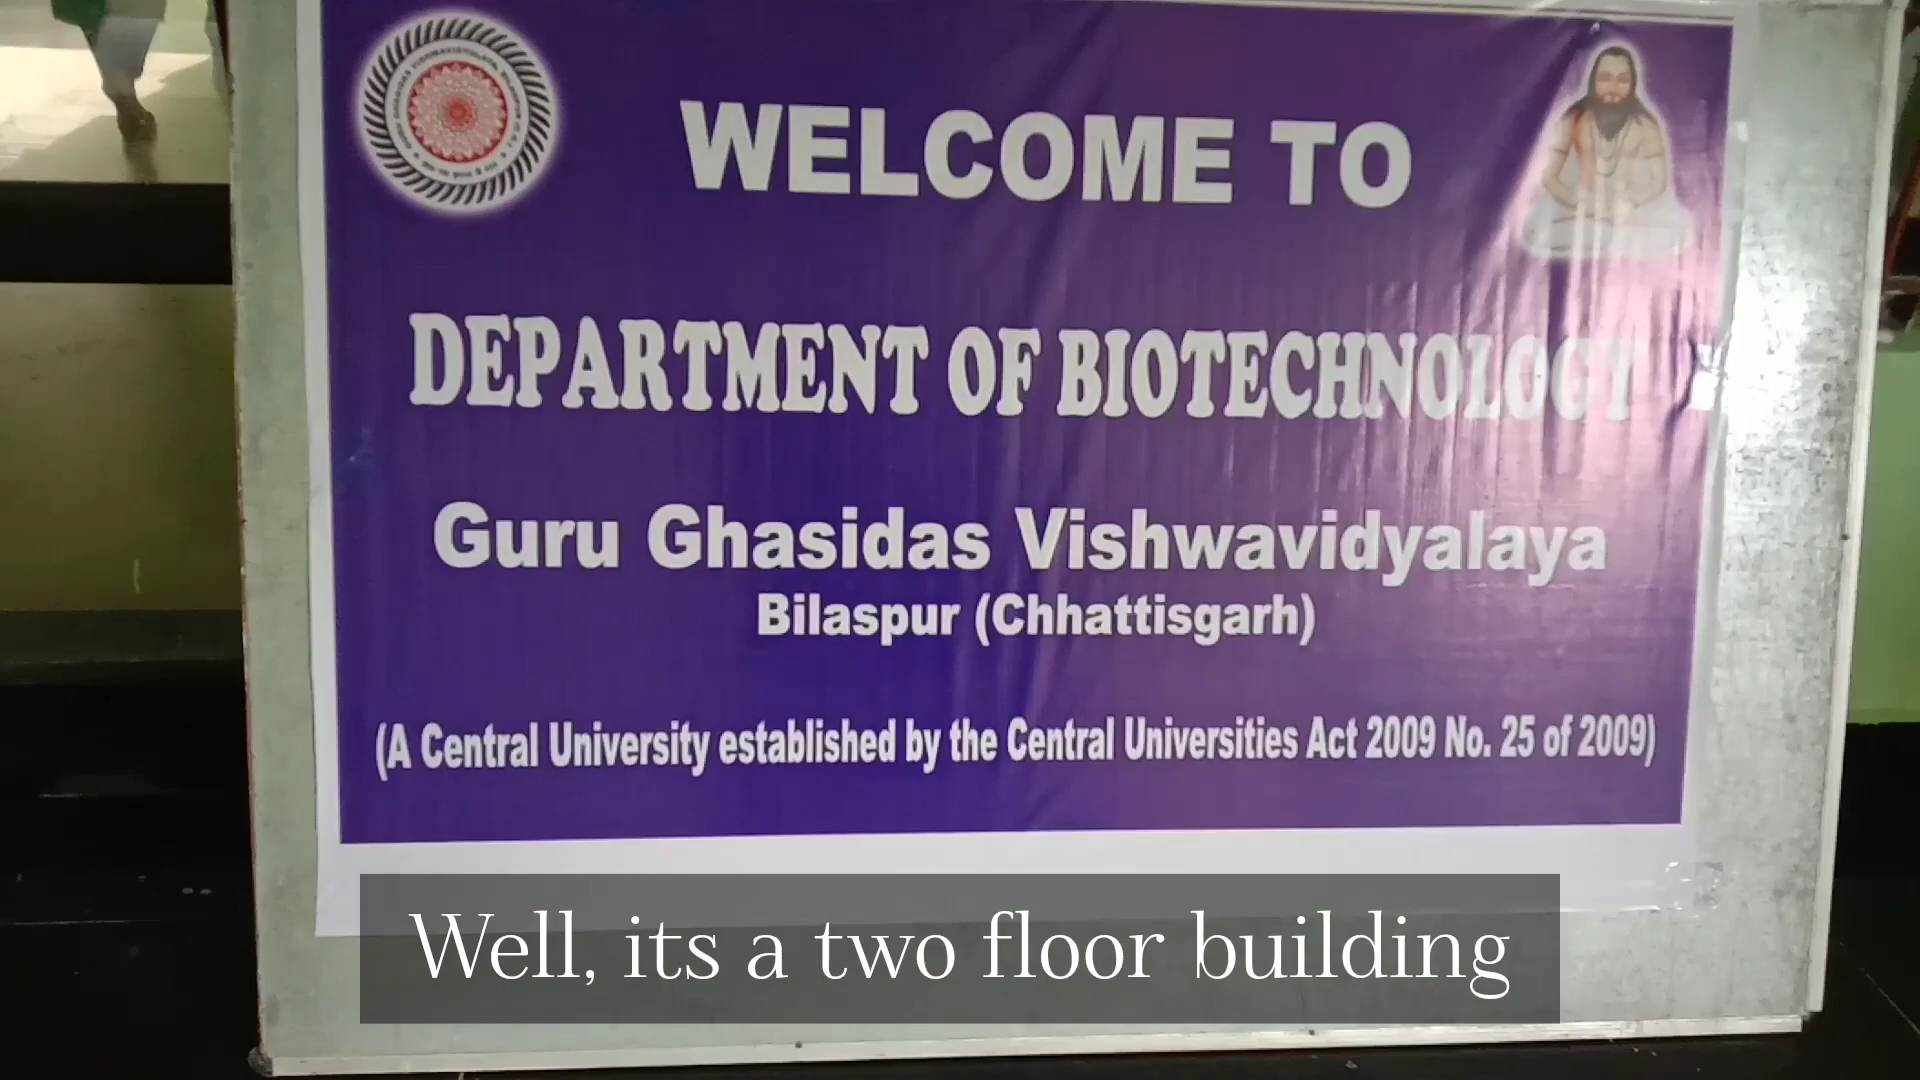 WELCOME TO
DEPARTMENT OF BIOTECHNOLOGY
Guru Ghasidas Vishwavidyalaya
Bilaspur (Chhattisgarh)
(A Central University established by the Central Universities Act 2009 No. 25 of 2009)
Well, its a two floor building